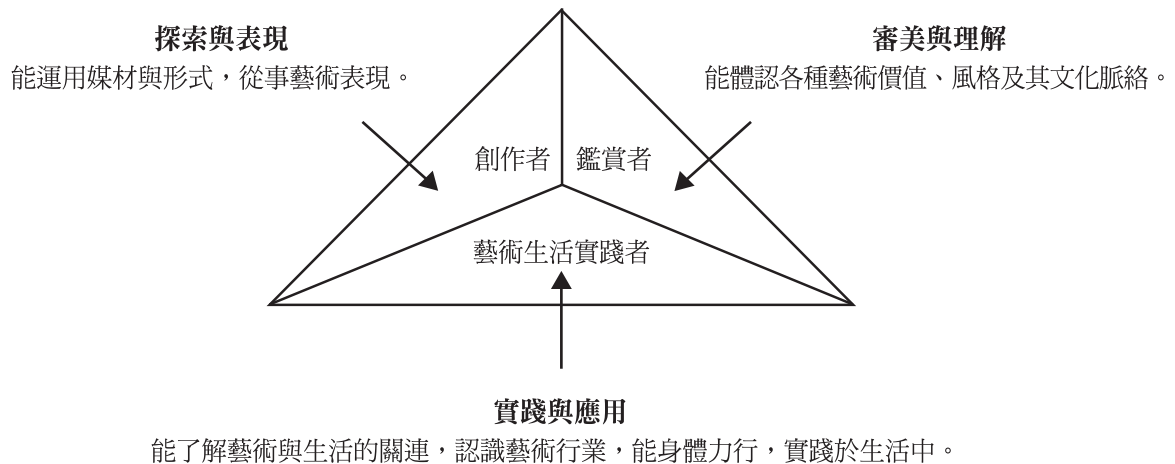 探索與表現
能運用媒材與形式，從事藝術表現。
審美與理解
能體認各種藝術價值、風格及其文化脈絡。
創作者
鑑賞者
藝術生活實踐者
實踐與應用
能了解藝術與生活的關連，認識藝術行業，能身體力行，實踐於生活中。